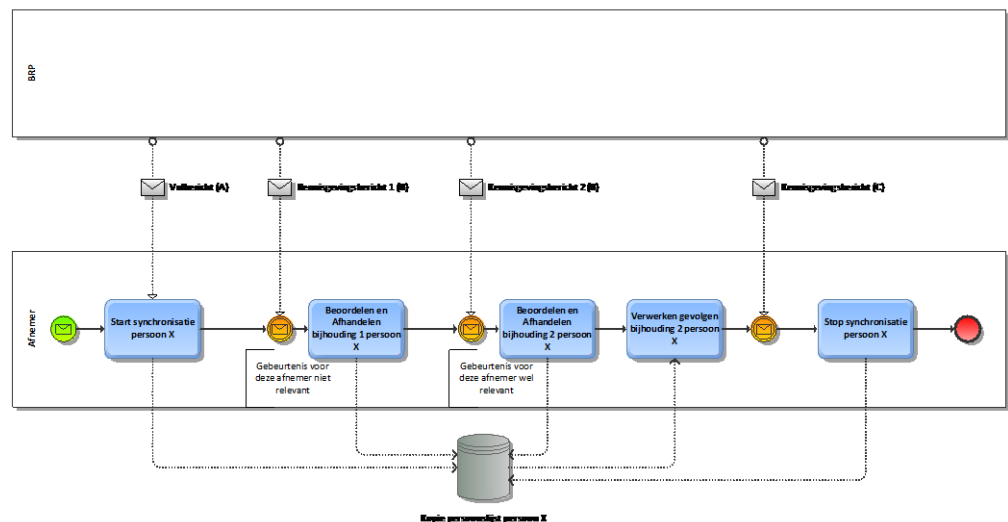 BRP
Vulbericht (A)
Kennisgevingsbericht 1 (B)
Kennisgevingsbericht 2 (B)
Kennisgevingsbericht (C)
Afnemer
Start synchronisatie
persoon X
Beoordelen en
Afhandelen
bijhouding 1 persoon
X
Beoordelen en
Afhandelen
bijhouding 2 persoon
X
Verwerken gevolgen
bijhouding 2 persoon
X
Stop synchronisatie
persoon X
Gebeurtenis voor
deze afnemer niet
relevant
Gebeurtenis voor
deze afnemer wel
relevant
Kopie persoonslijst persoon X